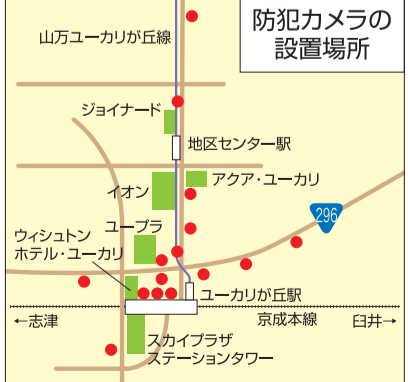 防犯カメラの
設置場所
山万ユーカリが丘線
ジョイナード
地区センター駅
アクア・ユーカリ
イオン
296
ユープラ
ウィシュトン
ホテル・ユーカリ
ユーカリが丘駅
京成本線
←志津
臼井→
スカイプラザ
ステーションタワー